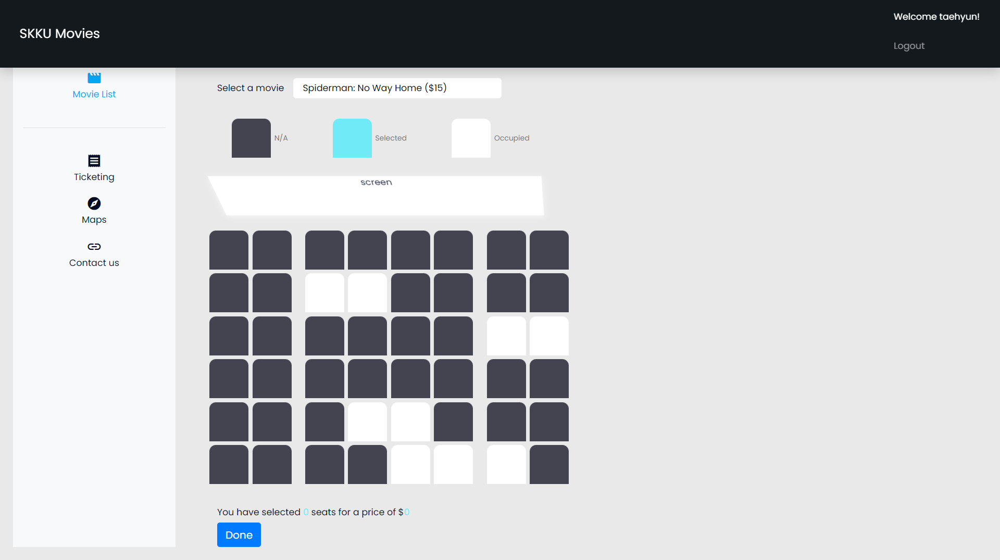 SKKU Movies
Welcome taehyun!
Logout
Movie List
Ticketing
Maps
Contact us
Select a movie
Spiderman: No Way Home ($15)
N/A
Selected
Occupied
screen
You have selected 0 seats for a price of $0
Done